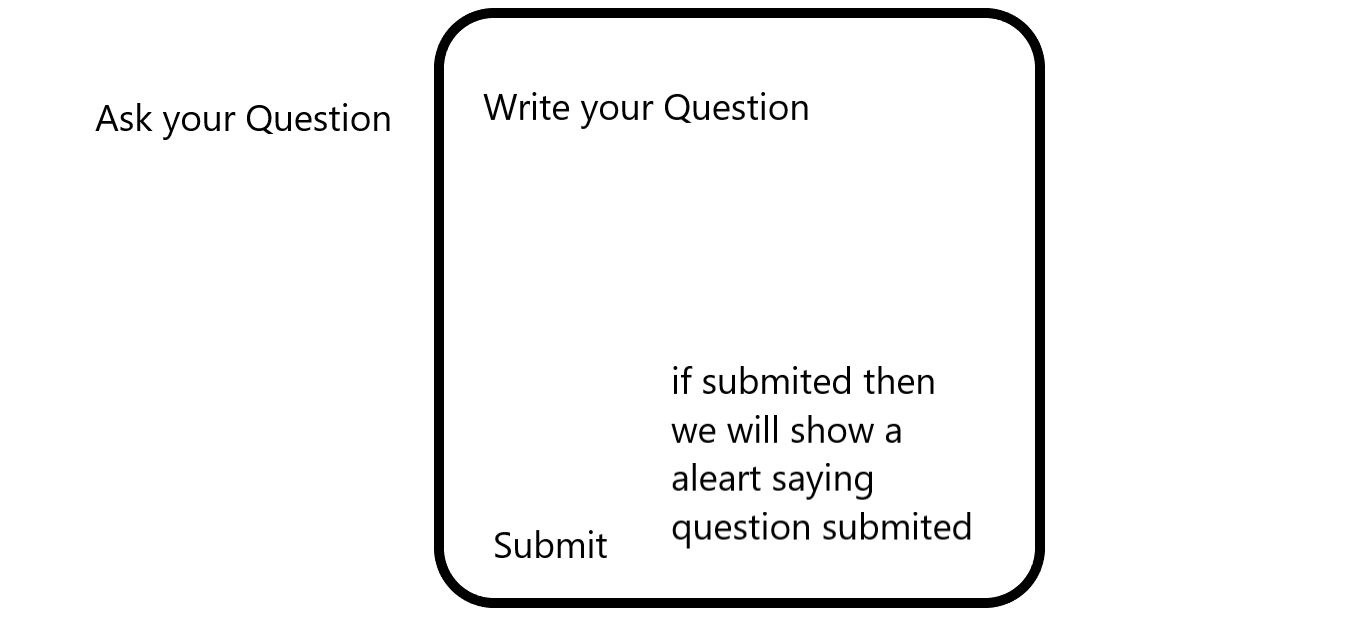 Ask your Question
Write your Question
if submited then
we will show a
aleart saying
question submited
Submit